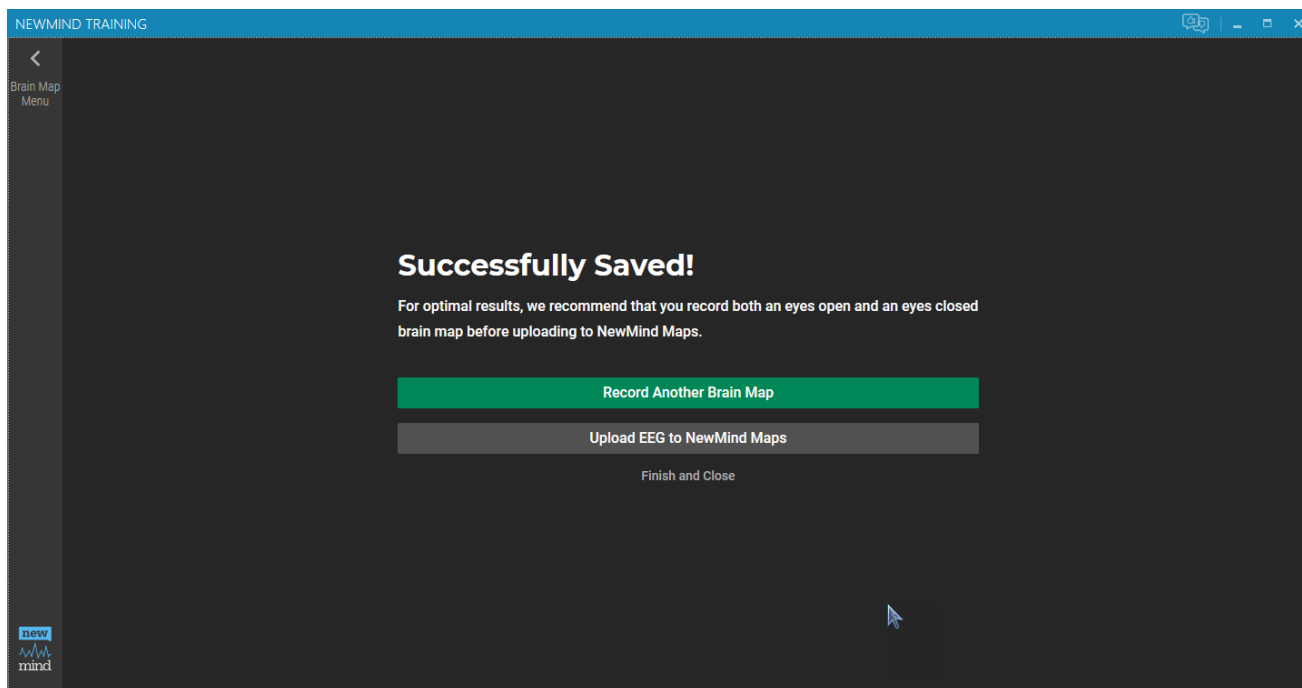 NEWMIND TRAINING
Brain Map
Menu
Successfully Saved!
For optimal results, we recommend that you record both an eyes open and an eyes closed
brain map before uploading to NewMind Maps.
Record Another Brain Map
Upload EEG to NewMind Maps
Finish and Close
new
mind